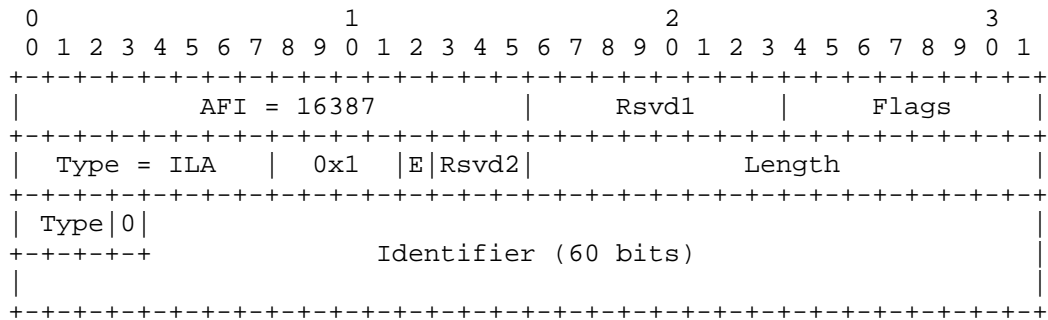 0                   1                   2                   3
 0 1 2 3 4 5 6 7 8 9 0 1 2 3 4 5 6 7 8 9 0 1 2 3 4 5 6 7 8 9 0 1
+-+-+-+-+-+-+-+-+-+-+-+-+-+-+-+-+-+-+-+-+-+-+-+-+-+-+-+-+-+-+-+-+
|           AFI = 16387         |     Rsvd1     |     Flags     |
+-+-+-+-+-+-+-+-+-+-+-+-+-+-+-+-+-+-+-+-+-+-+-+-+-+-+-+-+-+-+-+-+
|  Type = ILA   |  0x1  |E|Rsvd2|             Length            |
+-+-+-+-+-+-+-+-+-+-+-+-+-+-+-+-+-+-+-+-+-+-+-+-+-+-+-+-+-+-+-+-+
| Type|0|                                                       |
+-+-+-+-+              Identifier (60 bits)                     |
|                                                               |
+-+-+-+-+-+-+-+-+-+-+-+-+-+-+-+-+-+-+-+-+-+-+-+-+-+-+-+-+-+-+-+-+